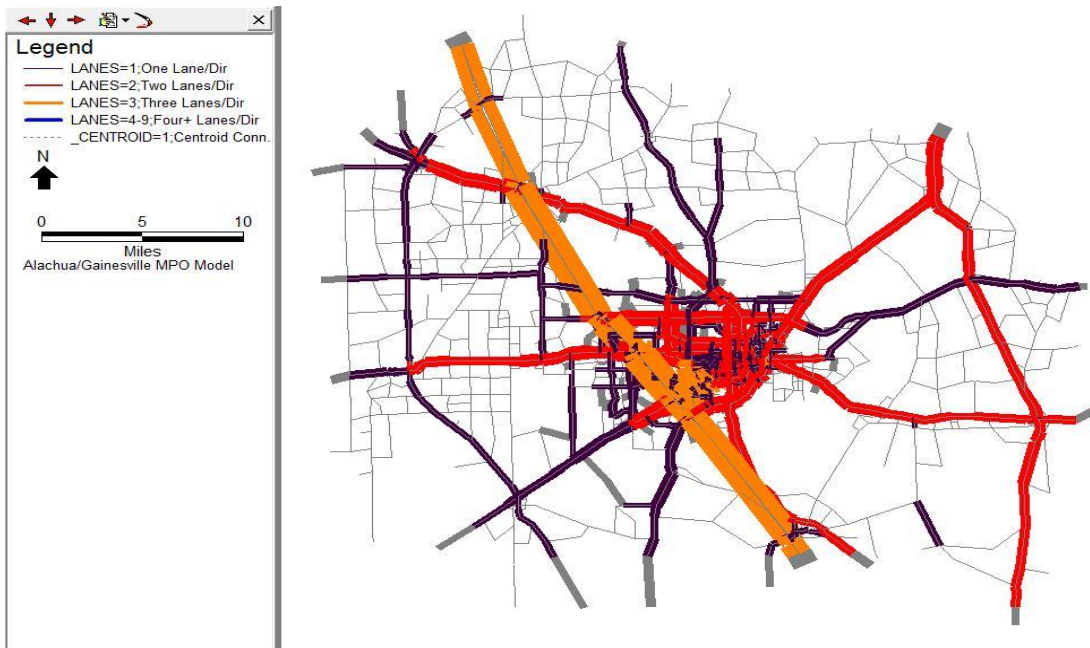 Legend
LANES=1;One Lane/Dir
LANES=2;Two Lanes/Dir
LANES=3;Three Lanes/Dir
LANES=4-9;Four+ Lanes/Dir
_CENTROID=1;Centroid Conn.
N
0 5 10
Miles
Alachua/Gainesville MPO Model